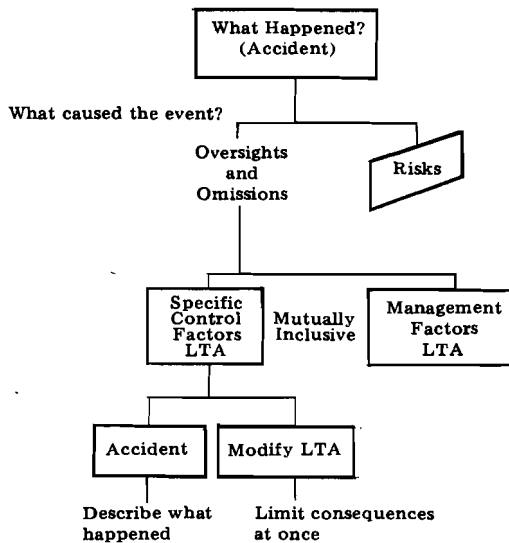 What Happened?
(Accident)
What caused the event?
Oversights
and
Omissions
Risks
Specific
Control
Factors
LTA
Mutually
Inclusive
Management
Factors
LTA
Accident
Modify LTA
Describe what
happened
Limit consequences
at once